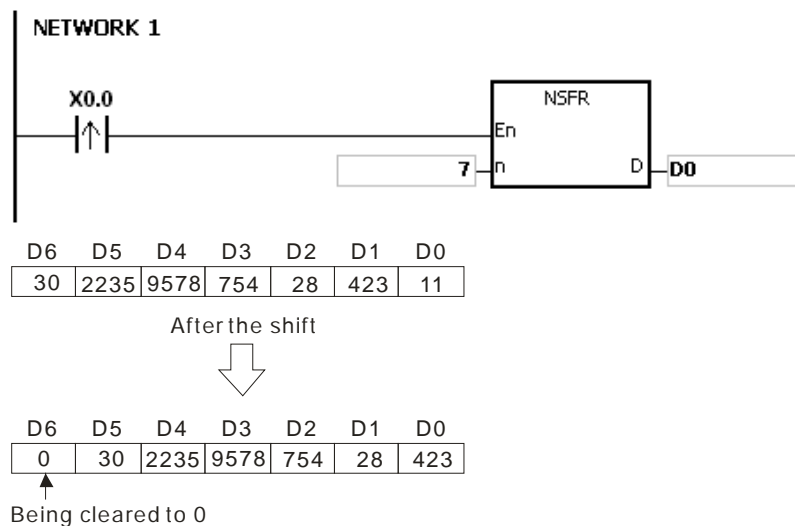 NETWORK 1
X0.0
NSFR
En
7 n D D0
D6 D5 D4 D3 D2 D1 D0
30 2235 9578 754 28 423 11
After the shift
D6 D5 D4 D3 D2 D1 D0
0 30 2235 9578 754 28 423
Being cleared to 0